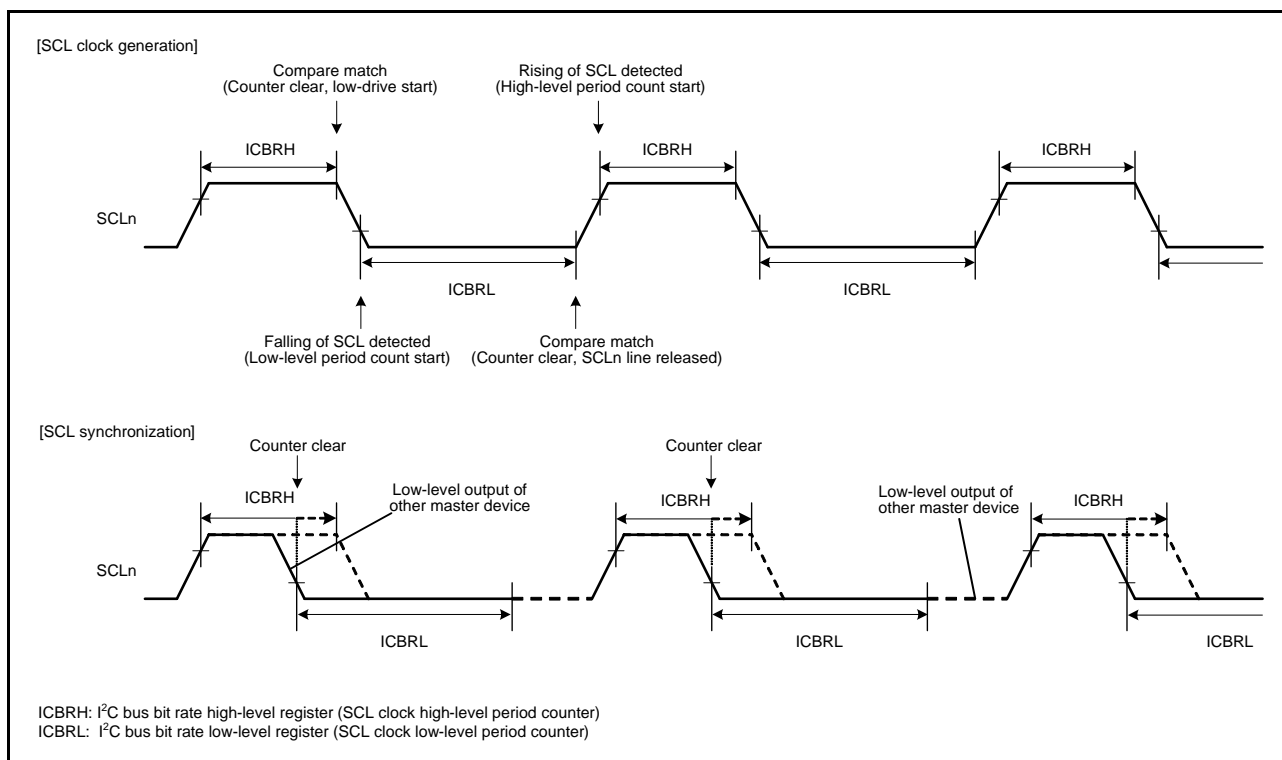 [SCL clock generation]
Compare match
(Counter clear, low-drive start)
Rising of SCL detected
(High-level period count start)
ICBRH
ICBRH
ICBRH
SCLn
ICBRL
ICBRL
Falling of SCL detected
(Low-level period count start)
Compare match
(Counter clear, SCLn line released)
[SCL synchronization]
Counter clear
Counter clear
ICBRH
Low-level output of
other master device
ICBRH
Low-level output of
other master device
ICBRH
SCLn
ICBRL
ICBRL
ICBRL
ICBRH: I²C bus bit rate high-level register (SCL clock high-level period counter)
ICBRL: I²C bus bit rate low-level register (SCL clock low-level period counter)